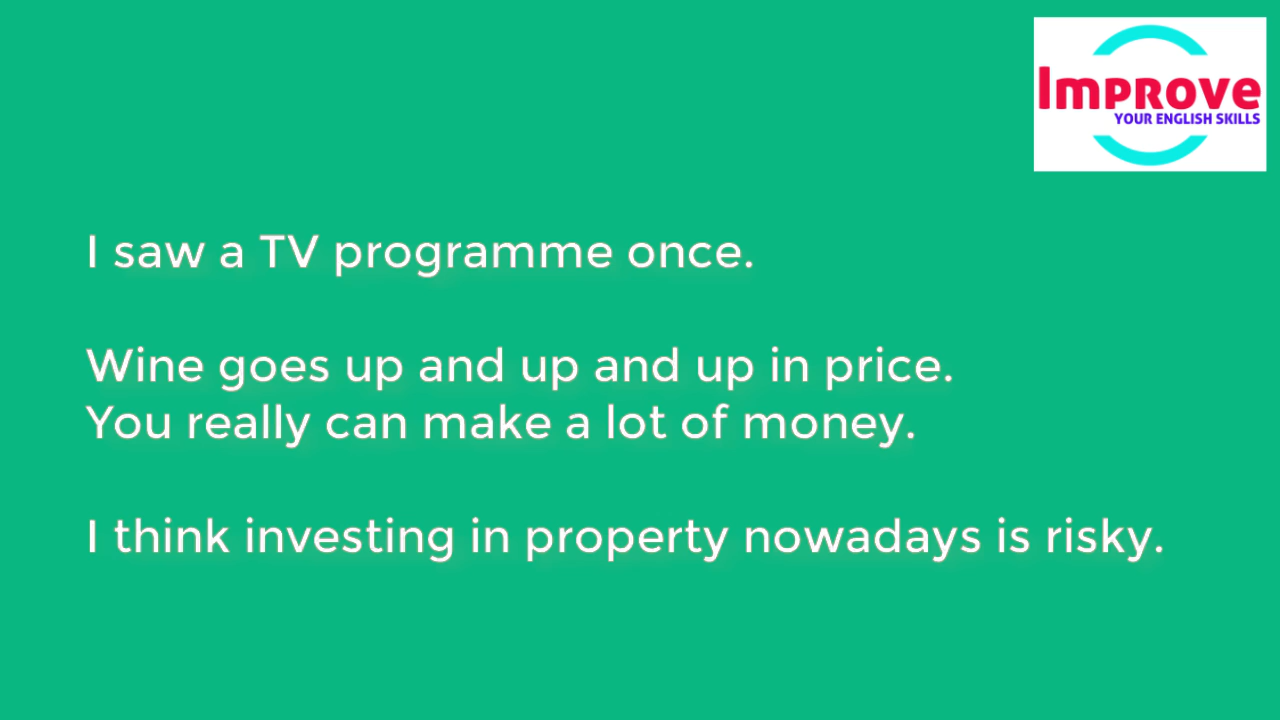 Improve
YOUR ENGLISH SKILLS
I saw a TV programme once.
Wine goes up and up and up in price.
You really can make a lot of money.
I think investing in property nowadays is risky.